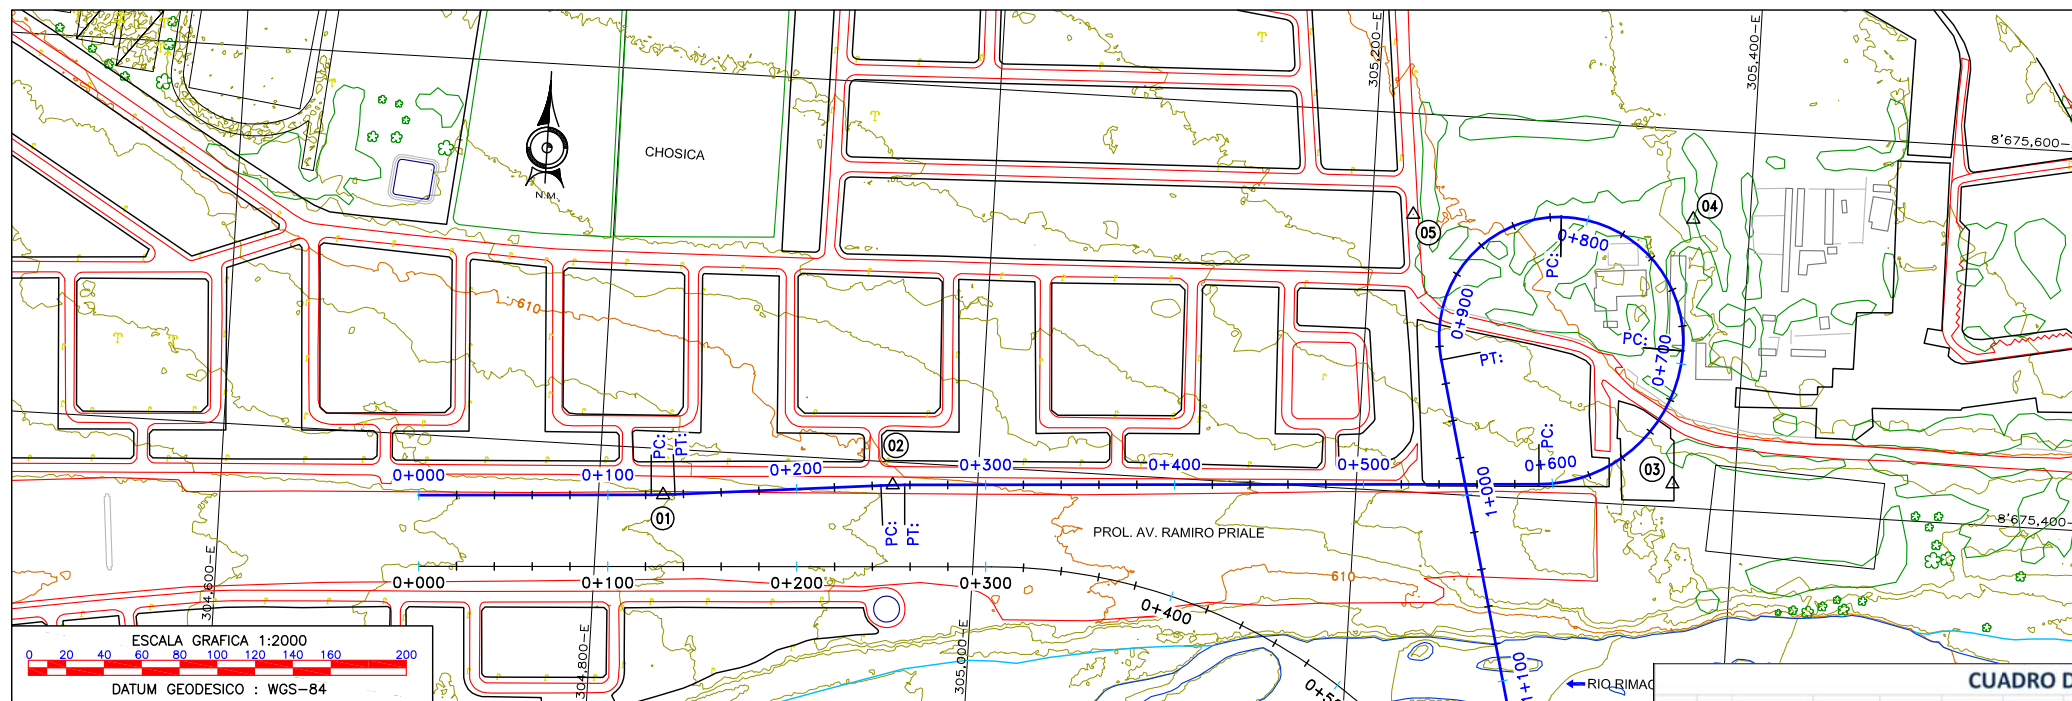 305,200-E
305,400-E
CHOSICA
N.M.
8'675,600-
04
05
0+800
PC:
0+900
PC:
0+700
PT:
610
02
PC:
PT:
PC:
03
0+000
0+100
0+200
0+300
0+400
0+500
0+600
1+000
01
PC:
PT:
8'675,400-
PROL. AV. RAMIRO PRIALE
304,600-E
0+000
0+100
0+200
0+300
0+400
610
304,800-E
305,000-E
ESCALA GRAFICA 1:2000
0 20 40 60 80 100 120 140 160 200
DATUM GEODESICO : WGS-84
1+100
RIO RIMAC
CUADRO D